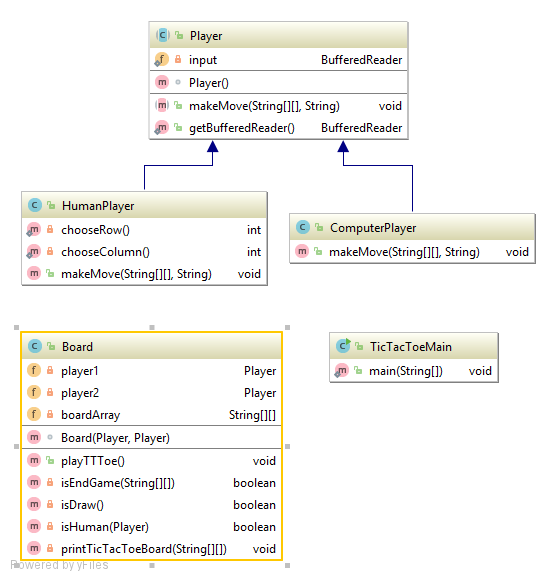 Player
input BufferedReader
Player()
makeMove(String[][], String) void
getBufferedReader() BufferedReader
HumanPlayer
chooseRow() int
chooseColumn() int
makeMove(String[][], String) void
ComputerPlayer
makeMove(String[][], String) void
Board
player1 Player
player2 Player
boardArray String[][]
Board(Player, Player)
playTTToe() void
isEndGame(String[][]) boolean
isDraw() boolean
isHuman(Player) boolean
printTicTacToeBoard(String[][]) void
TicTacToeMain
main(String[]) void
Powered by yFiles